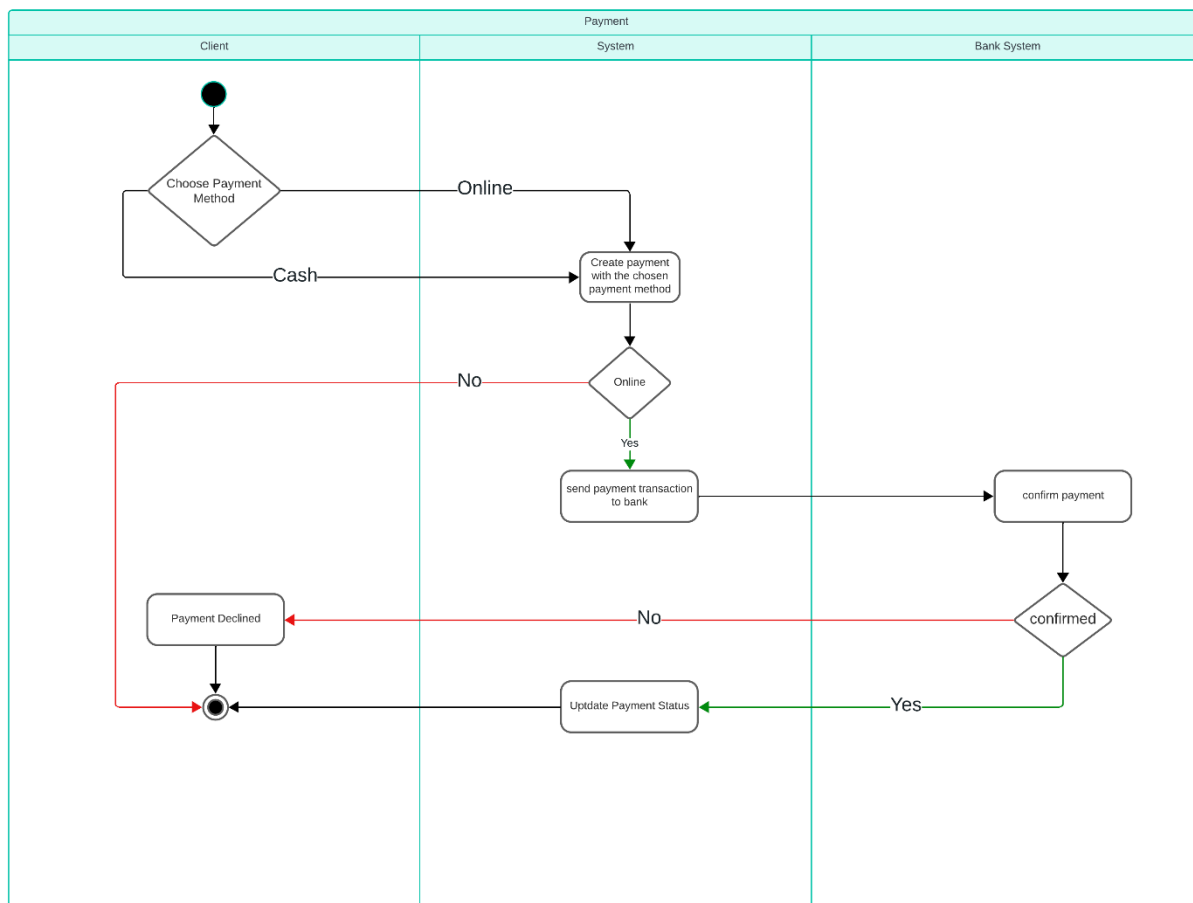 Payment
Client
System
Bank System
Choose Payment
Method
Online
Cash
Create payment
with the chosen
payment method
No
Online
Yes
send payment transaction
to bank
confirm payment
Payment Declined
No
confirmed
Uptdate Payment Status
Yes